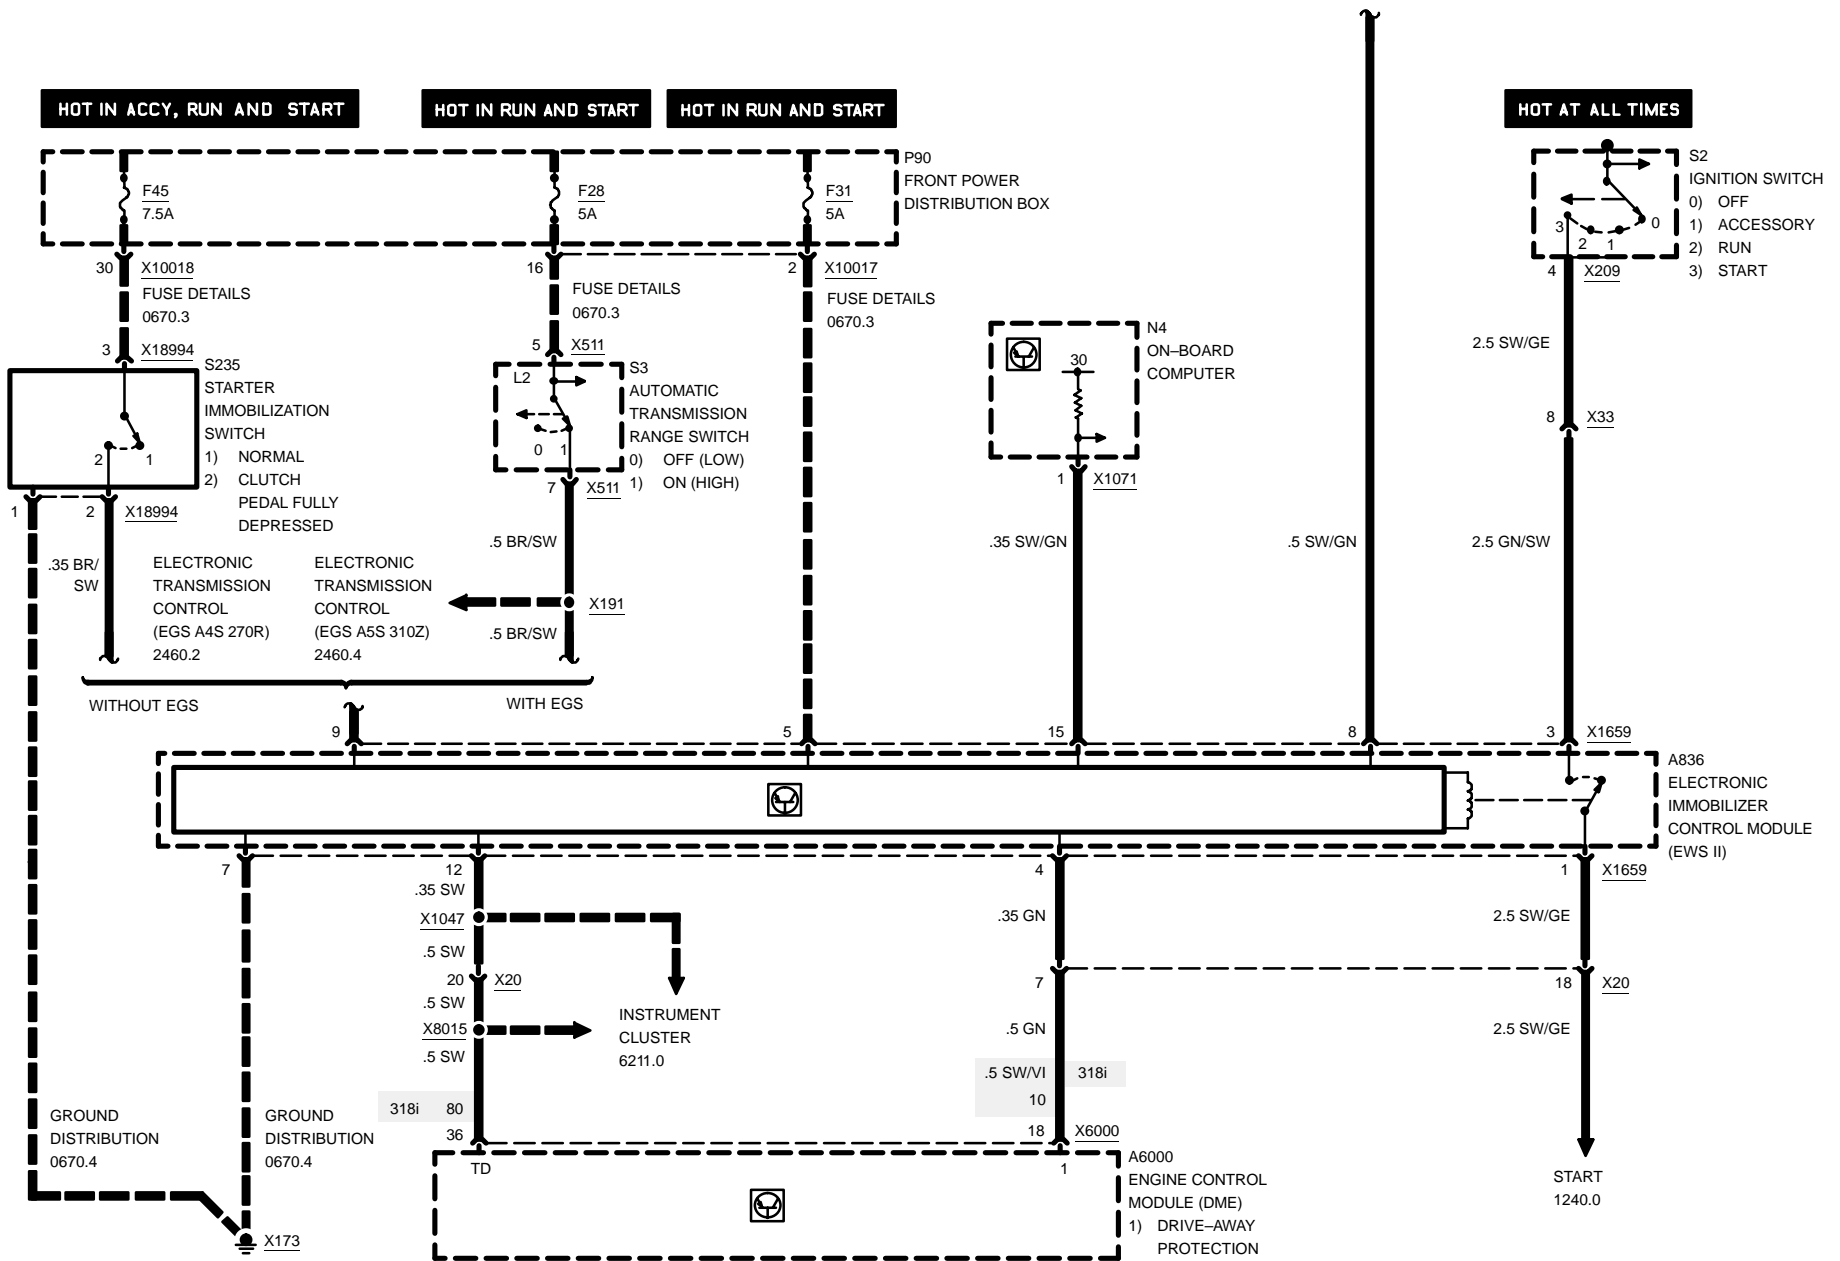 HOT IN ACCY, RUN AND START
HOT IN RUN AND START
HOT IN RUN AND START
HOT AT ALL TIMES
F45
7.5A
F28
5A
F31
5A
P90
FRONT POWER
DISTRIBUTION BOX
S2
IGNITION SWITCH
0) OFF
1) ACCESSORY
2) RUN
3) START
3
2
1
0
30
X10018
FUSE DETAILS
0670.3
16
FUSE DETAILS
0670.3
2
X10017
FUSE DETAILS
0670.3
4
X209
2.5 SW/GE
8
X33
2.5 GN/SW
3
X18994
S235
STARTER
IMMOBILIZATION
SWITCH
1) NORMAL
2) CLUTCH
PEDAL FULLY
DEPRESSED
2
1
1
2
X18994
.35 BR/
SW
5
X511
L2
0
1
S3
AUTOMATIC
TRANSMISSION
RANGE SWITCH
0) OFF (LOW)
1) ON (HIGH)
7
X511
.5 BR/SW
X191
.5 BR/SW
ELECTRONIC
TRANSMISSION
CONTROL
(EGS A4S 270R)
2460.2
ELECTRONIC
TRANSMISSION
CONTROL
(EGS A5S 310Z)
2460.4
WITHOUT EGS
WITH EGS
N4
ON–BOARD
COMPUTER
30
1
X1071
.35 SW/GN
.5 SW/GN
9
5
15
8
3
X1659
A836
ELECTRONIC
IMMOBILIZER
CONTROL MODULE
(EWS II)
7
12
4
1
X1659
.35 SW
X1047
.5 SW
20
X20
.5 SW
X8015
.5 SW
318i 80
36
INSTRUMENT
CLUSTER
6211.0
.35 GN
7
.5 GN
.5 SW/VI
318i
10
18
X6000
2.5 SW/GE
18
X20
2.5 SW/GE
START
1240.0
GROUND
DISTRIBUTION
0670.4
GROUND
DISTRIBUTION
0670.4
X173
TD
1
A6000
ENGINE CONTROL
MODULE (DME)
1) DRIVE–AWAY
PROTECTION